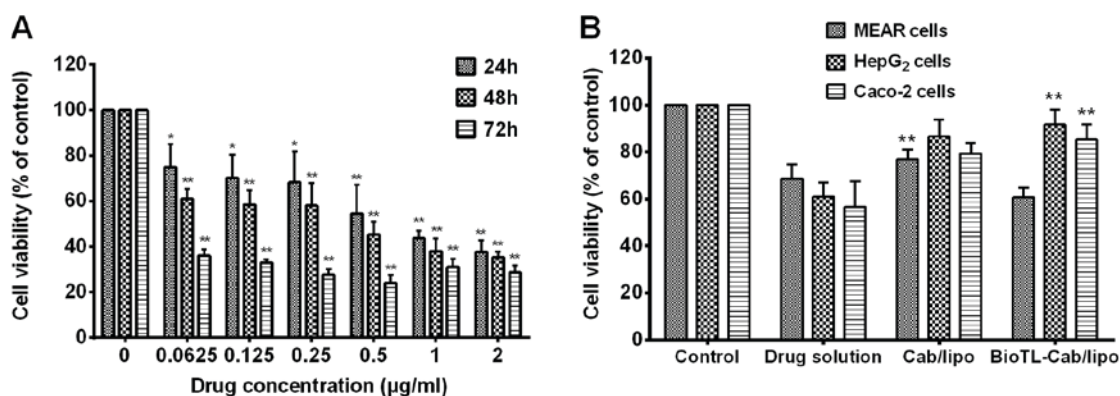 A
Cell viability (% of control)
120
100
80
60
40
20
0
24h
48h
72h
*
**
**
*
**
**
*
**
**
**
**
**
**
**
**
**
**
**
0 0.0625 0.125 0.25 0.5 1 2
Drug concentration (µg/ml)
B
Cell viability (% of control)
120
100
80
60
40
20
0
MEAR cells
HepG2 cells
Caco-2 cells
**
**
**
Control Drug solution Cab/lipo BioTL-Cab/lipo